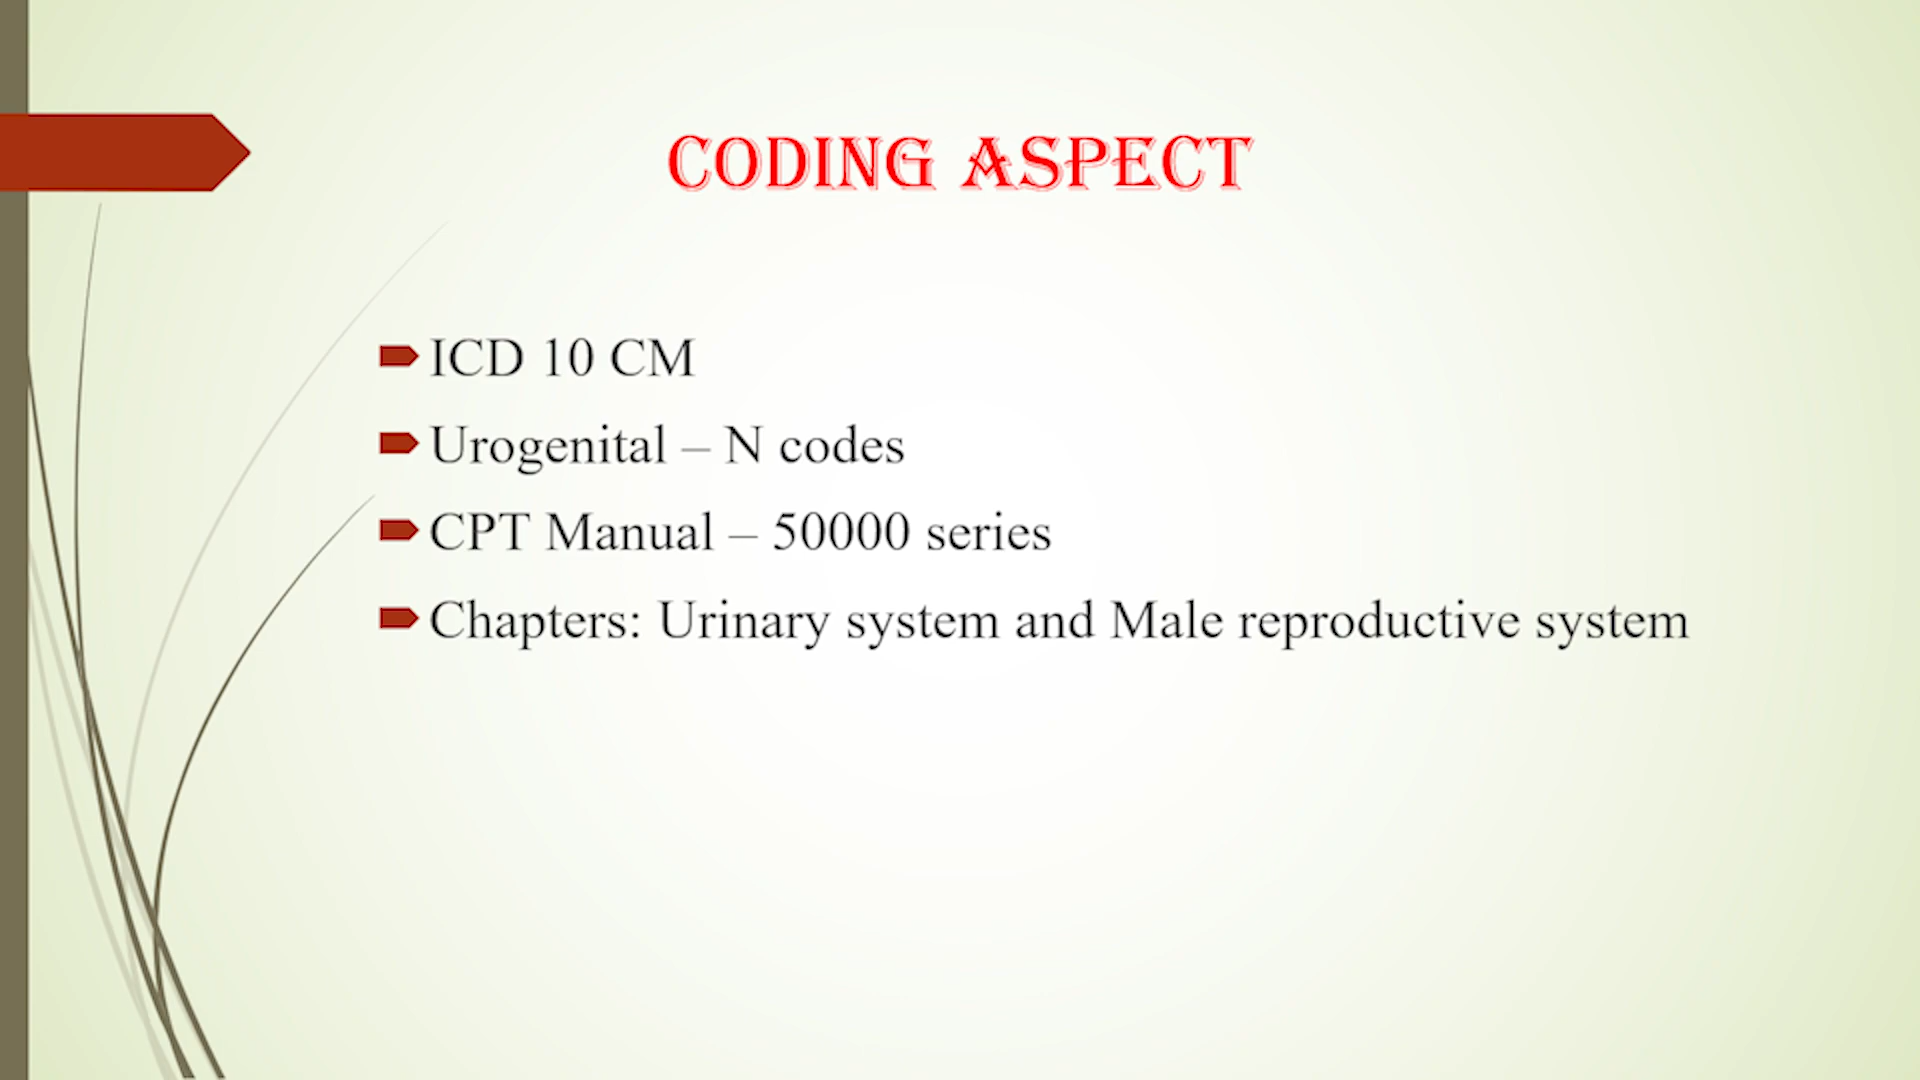 CODING ASPECT
ICD 10 CM
Urogenital – N codes
CPT Manual – 50000 series
Chapters: Urinary system and Male reproductive system